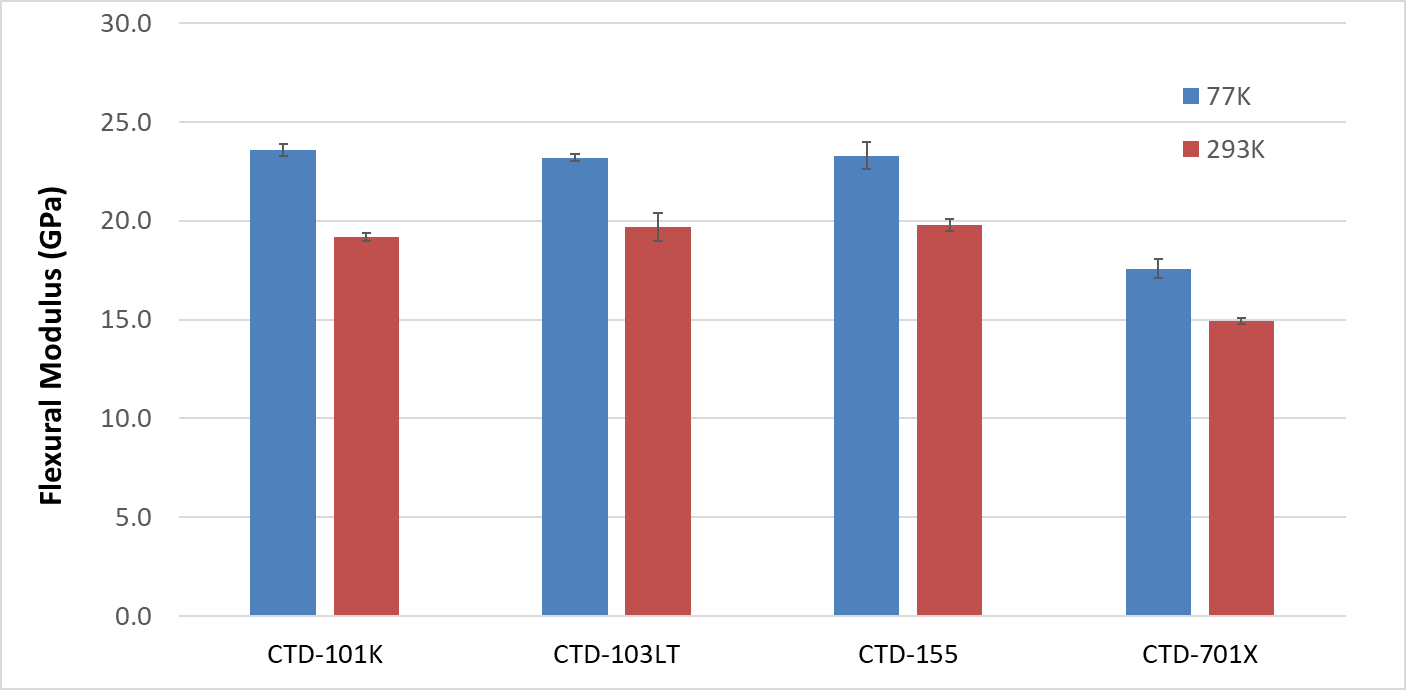 30.0
25.0
20.0
15.0
10.0
5.0
0.0
Flexural Modulus (GPa)
77K
293K
CTD-101K
CTD-103LT
CTD-155
CTD-701X